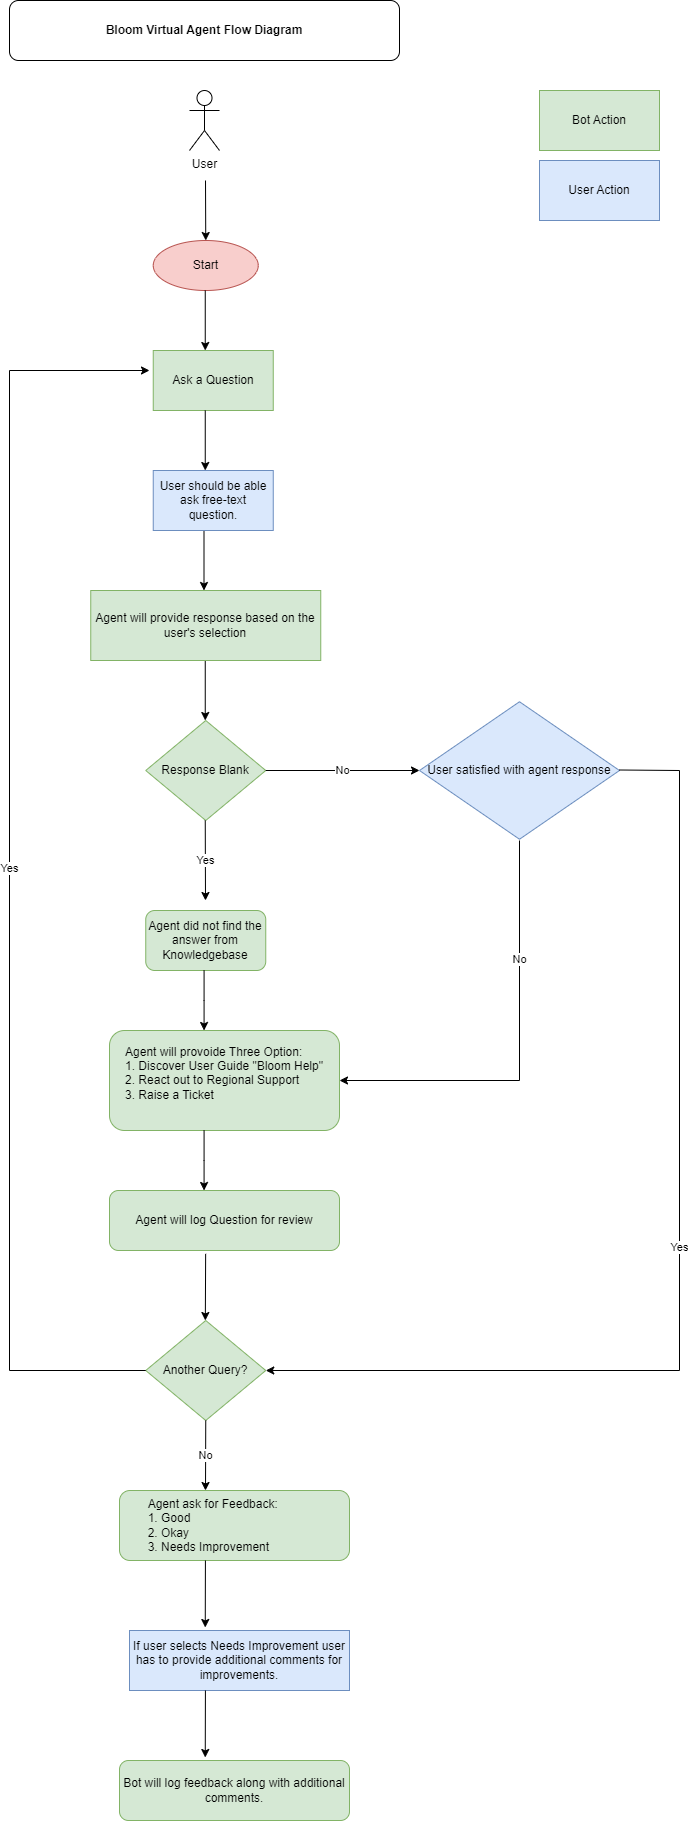 Bloom Virtual Agent Flow Diagram
User
Bot Action
User Action
Start
Ask a Question
User should be able
ask free-text
question.
Agent will provide response based on the
user's selection
Response Blank
No
User satisfied with agent response
Yes
Yes
Agent did not find the
answer from
Knowledgebase
No
Agent will provoide Three Option:
1. Discover User Guide "Bloom Help"
2. React out to Regional Support
3. Raise a Ticket
Agent will log Question for review
Yes
Another Query?
No
Agent ask for Feedback:
1. Good
2. Okay
3. Needs Improvement
If user selects Needs Improvement user
has to provide additional comments for
improvements.
Bot will log feedback along with additional
comments.